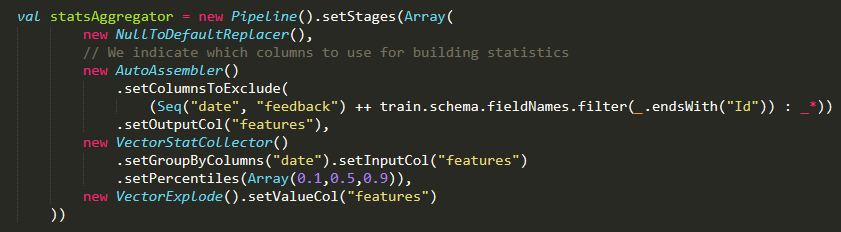 val statsAggregator = new Pipeline().setStages(Array(
new NullToDefaultReplacer(),
// We indicate which columns to use for building statistics
new AutoAssembler()
.setColumnsToExclude(
(Seq("date", "feedback") ++ train.schema.fieldNames.filter(_.endsWith("Id")) : _*))
.setOutputCol("features"),
new VectorStatCollector()
.setGroupByColumns("date").setInputCol("features")
.setPercentiles(Array(0.1,0.5,0.9)),
new VectorExplode().setValueCol("features")
))